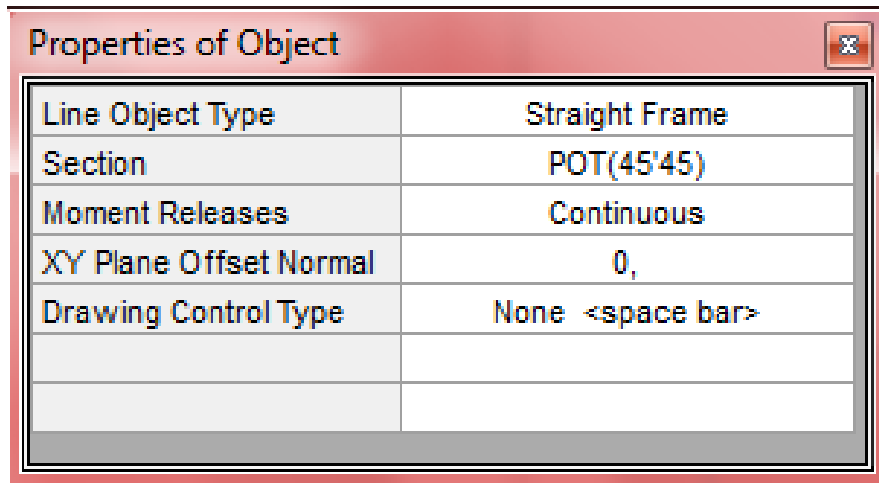 Properties of Object
Line Object Type Straight Frame
Section POT(45'45)
Moment Releases Continuous
XY Plane Offset Normal 0,
Drawing Control Type None <space bar>